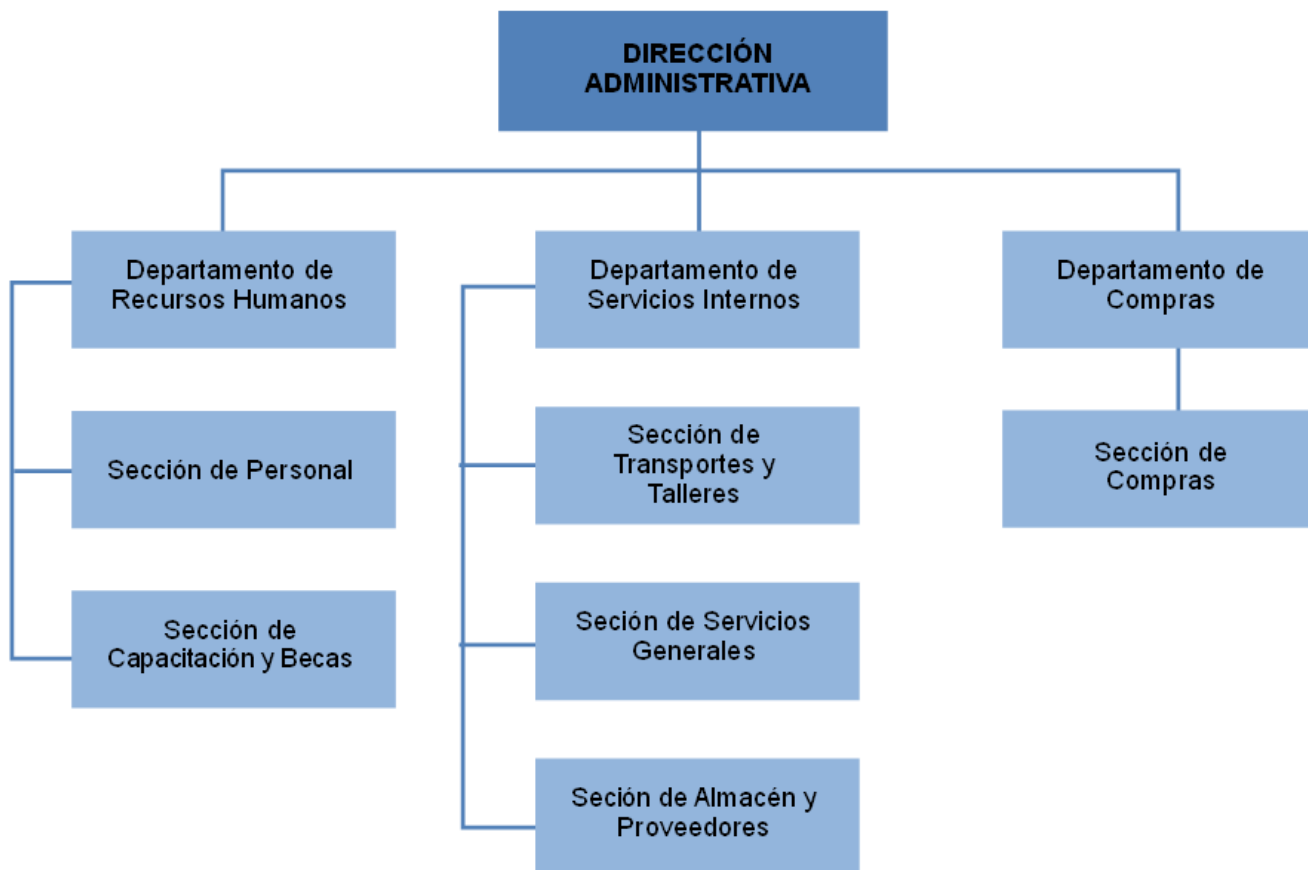 DIRECCIÓN
ADMINISTRATIVA
Departamento de
Recursos Humanos
Departamento de
Servicios Internos
Departamento de
Compras
Sección de Personal
Sección de
Transportes y
Talleres
Sección de
Compras
Sección de
Capacitación y Becas
Seción de Servicios
Generales
Seción de Almacén y
Proveedores